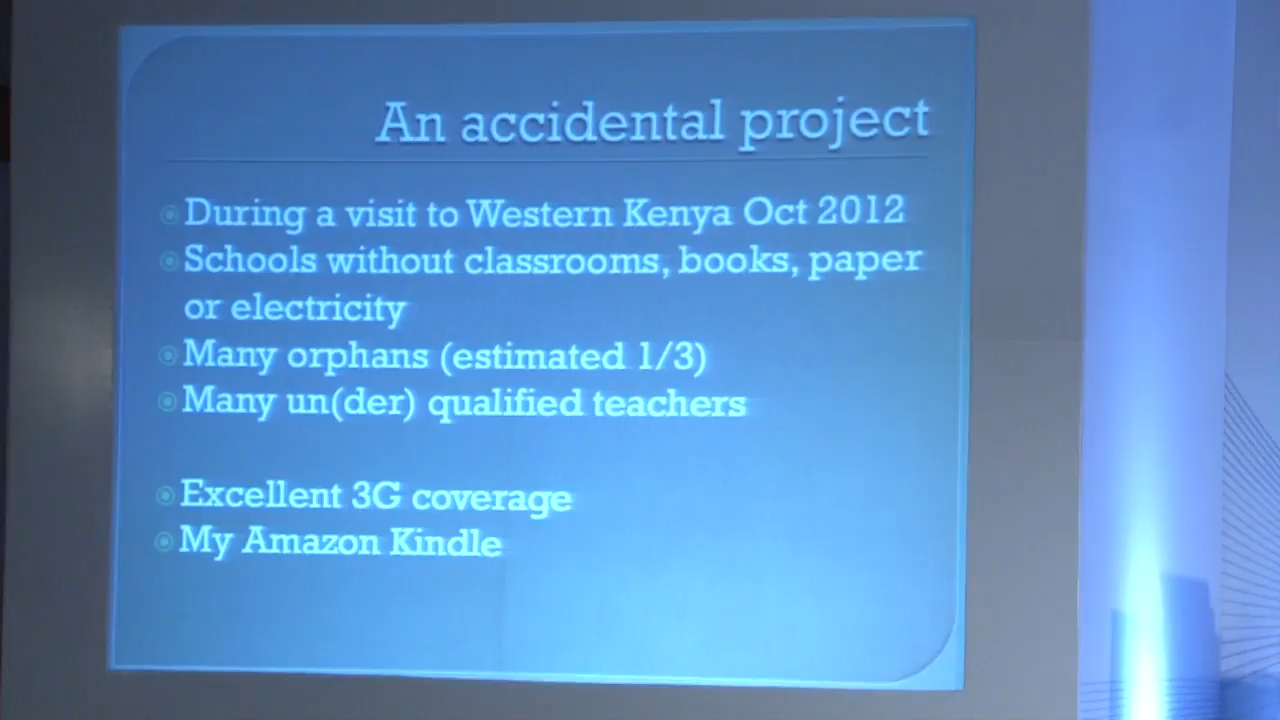 An accidental project
During a visit to Western Kenya Oct 2012
Schools without classrooms, books, paper
or electricity
Many orphans (estimated 1/3)
Many un(der) qualified teachers
Excellent 3G coverage
My Amazon Kindle